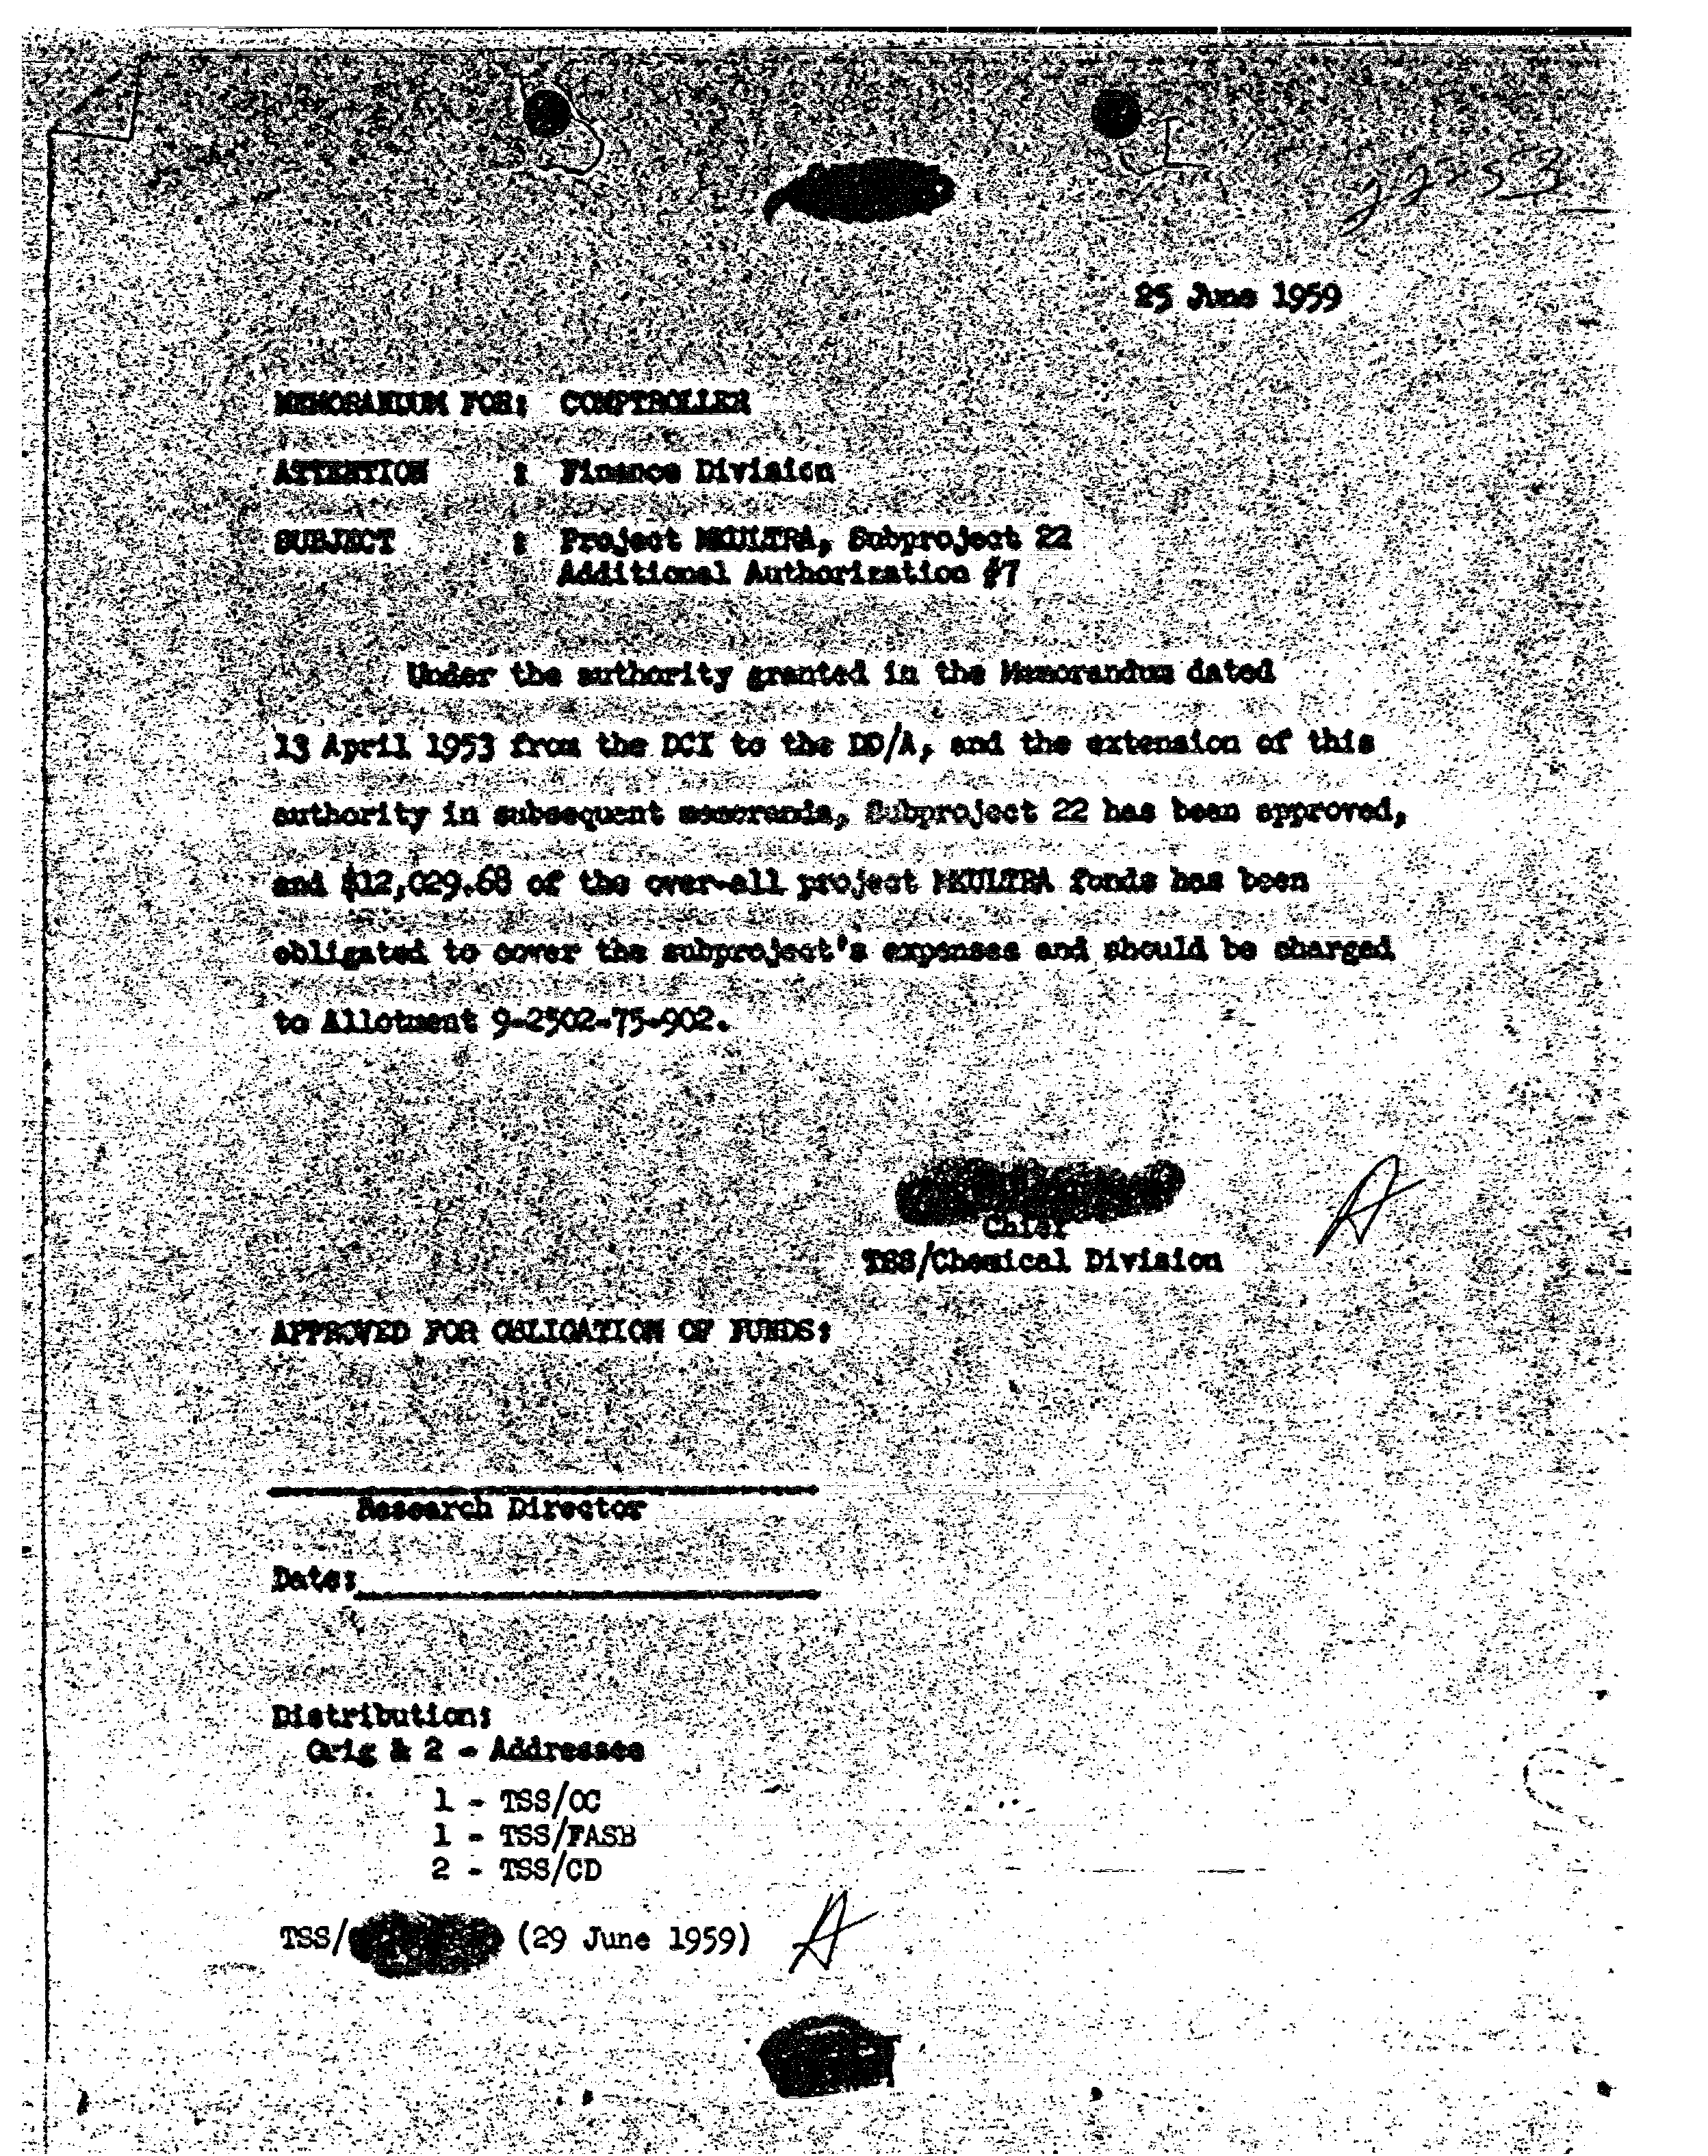 22-53
25 June 1959
MEMORANDUM FOR: COMPTROLLER
ATTENTION : Finance Division
SUBJECT : Project MKULTRA, Subproject 22
Additional Authorization #7
Under the authority granted in the Memorandum dated
13 April 1953 from the DCI to the DD/A, and the extension of this
authority in subsequent memoranda, Subproject 22 has been approved,
and $12,029.68 of the over-all project MKULTRA funds has been
obligated to cover the subproject's expenses and should be charged
to Allotment 9-2502-75-902.
Chief
TSS/Chemical Division
APPROVED FOR OBLIGATION OF FUNDS:
Research Director
Date:
Distribution:
Orig & 2 - Addressee
1 - TSS/OC
1 - TSS/FASB
2 - TSS/CD
TSS/ (29 June 1959)